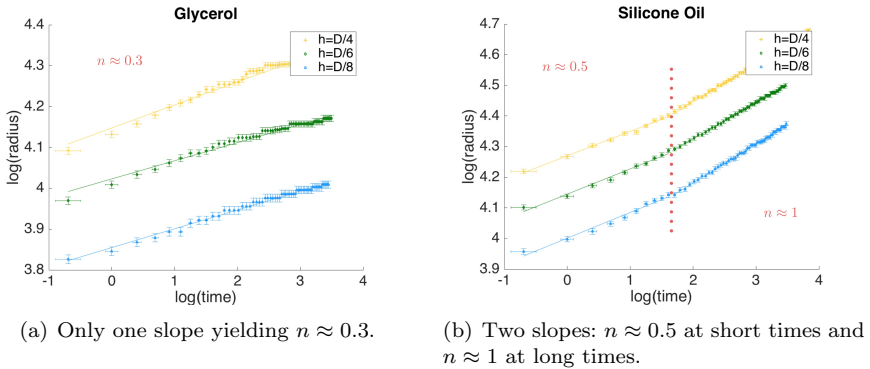 Glycerol
4.4
4.3
4.2
4.1
4
3.9
3.8
log(radius)
n ≈ 0.3
h=D/4
h=D/6
h=D/8
-1
0
1
2
3
4
log(time)
(a) Only one slope yielding n ≈ 0.3.
Silicone Oil
4.7
4.6
4.5
4.4
4.3
4.2
4.1
4
3.9
log(radius)
n ≈ 0.5
h=D/4
h=D/6
h=D/8
n ≈ 1
-1
0
1
2
3
4
log(time)
(b) Two slopes: n ≈ 0.5 at short times and
n ≈ 1 at long times.